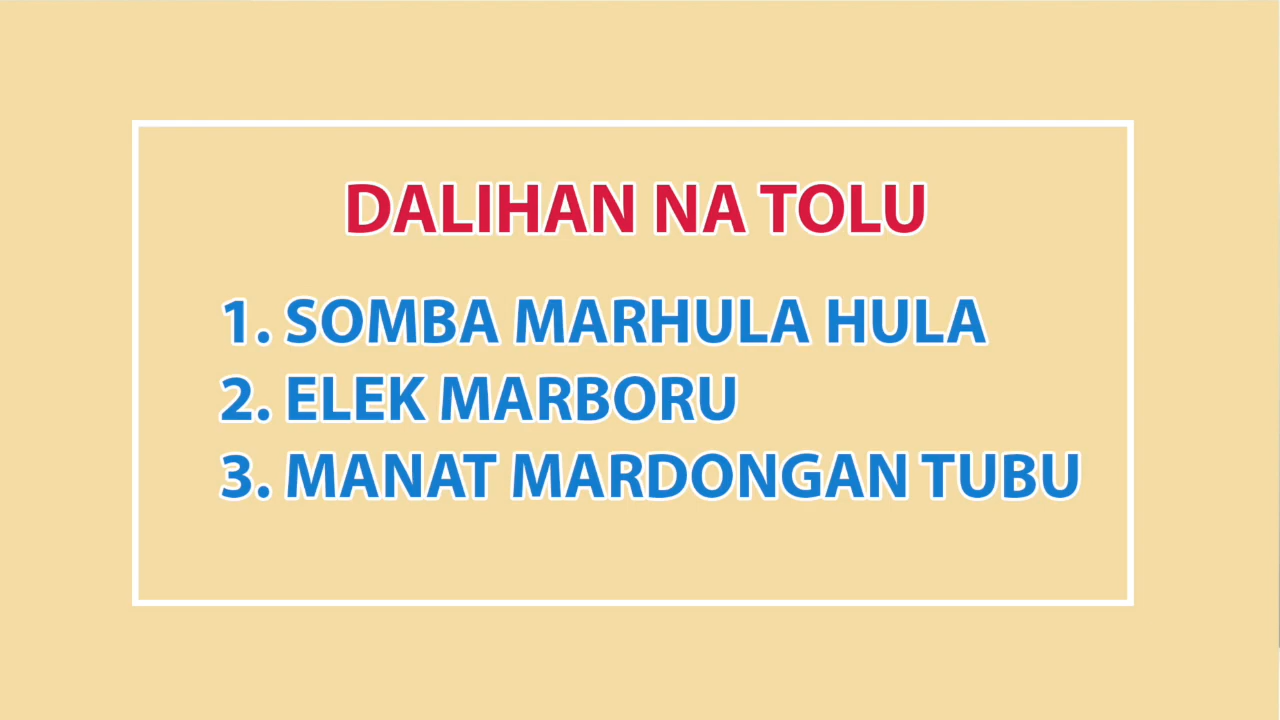 DALIHAN NA TOLU
1. SOMBA MARHULA HULA
2. ELEK MARBORU
3. MANAT MARDONGAN TUBU